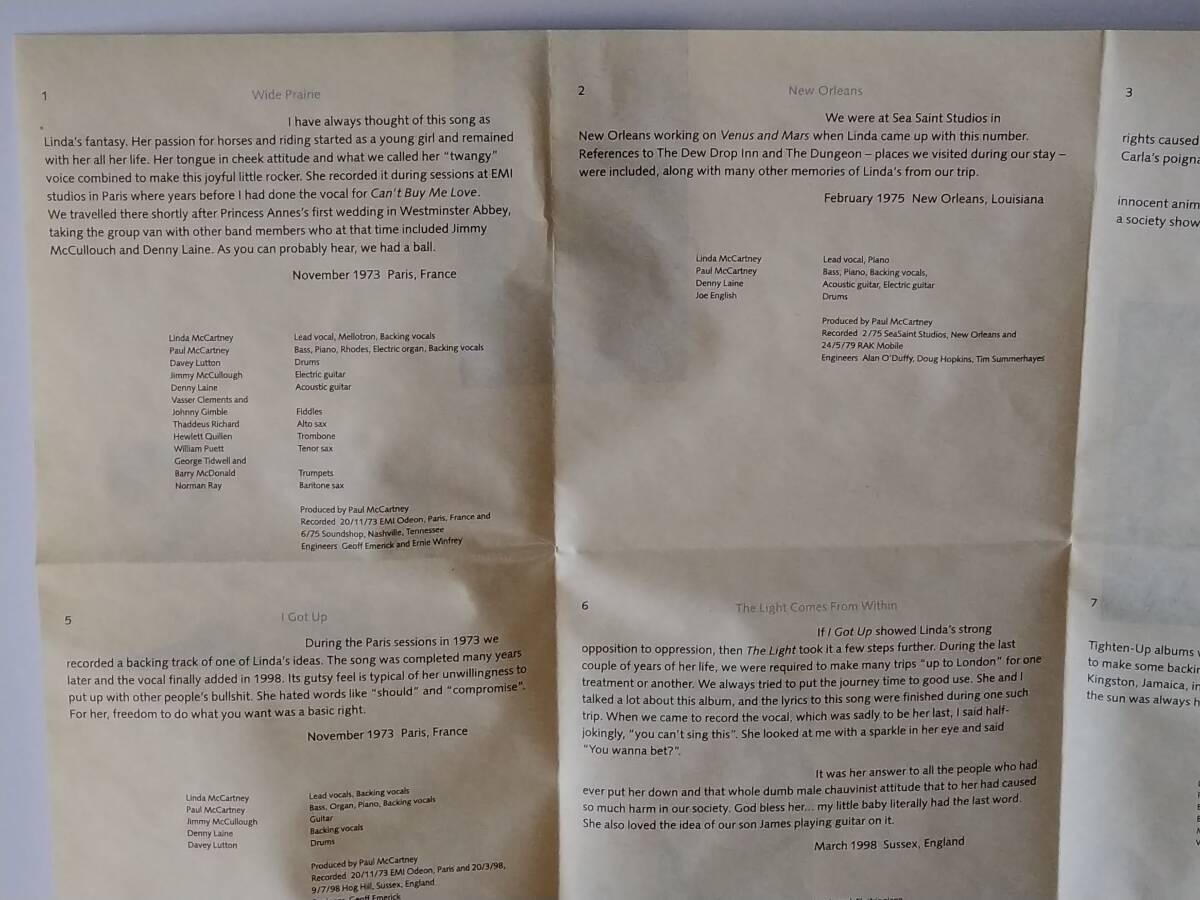 1
Wide Prairie
I have always thought of this song as
Linda's fantasy. Her passion for horses and riding started as a young girl and remained
with her all her life. Her tongue in cheek attitude and what we called her "twangy"
voice combined to make this joyful little rocker. She recorded it during sessions at EMI
studios in Paris where years before I had done the vocal for Can't Buy Me Love.
We travelled there shortly after Princess Annes's first wedding in Westminster Abbey,
taking the group van with other band members who at that time included Jimmy
McCullouch and Denny Laine. As you can probably hear, we had a ball.
November 1973 Paris, France
Linda McCartney Lead vocal, Mellotron, Backing vocals
Paul McCartney Bass, Piano, Rhodes, Electric organ, Backing vocals
Davey Lutton Drums
Jimmy McCullough Electric guitar
Denny Laine Acoustic guitar
Vasser Clements and
Johnny Gimble Fiddles
Thaddeus Richard Alto sax
Hewlett Quillen Trombone
William Puett Tenor sax
George Tidwell and
Barry McDonald Trumpets
Norman Ray Baritone sax
Produced by Paul McCartney
Recorded 20/11/73 EMI Odeon, Paris, France and
6/75 Soundshop, Nashville, Tennessee
Engineers Geoff Emerick and Ernie Winfrey
2
New Orleans
We were at Sea Saint Studios in
New Orleans working on Venus and Mars when Linda came up with this number.
References to The Dew Drop Inn and The Dungeon – places we visited during our stay –
were included, along with many other memories of Linda's from our trip.
February 1975 New Orleans, Louisiana
Linda McCartney Lead vocal, Piano
Paul McCartney Bass, Piano, Backing vocals,
Denny Laine Acoustic guitar, Electric guitar
Joe English Drums
Produced by Paul McCartney
Recorded 2/75 SeaSaint Studios, New Orleans and
24/5/79 RAK Mobile
Engineers Alan O'Duffy, Doug Hopkins, Tim Summerhayes
3
rights caused
Carla's poigna
innocent anim
a society show
5
I Got Up
During the Paris sessions in 1973 we
recorded a backing track of one of Linda's ideas. The song was completed many years
later and the vocal finally added in 1998. Its gutsy feel is typical of her unwillingness to
put up with other people's bullshit. She hated words like "should" and "compromise".
For her, freedom to do what you want was a basic right.
November 1973 Paris, France
Linda McCartney Lead vocals, Backing vocals
Paul McCartney Bass, Organ, Piano, Backing vocals
Jimmy McCullough Guitar
Denny Laine Backing vocals
Davey Lutton Drums
Produced by Paul McCartney
Recorded 20/11/73 EMI Odeon, Paris and 20/3/98,
9/7/98 Hog Hill, Sussex, England
Geoff Emerick
6
The Light Comes From Within
If I Got Up showed Linda's strong
opposition to oppression, then The Light took it a few steps further. During the last
couple of years of her life, we were required to make many trips "up to London" for one
treatment or another. We always tried to put the journey time to good use. She and I
talked a lot about this album, and the lyrics to this song were finished during one such
trip. When we came to record the vocal, which was sadly to be her last, I said half-
jokingly, "you can't sing this". She looked at me with a sparkle in her eye and said
"You wanna bet?".
It was her answer to all the people who had
ever put her down and that whole dumb male chauvinist attitude that to her had caused
so much harm in our society. God bless her... my little baby literally had the last word.
She also loved the idea of our son James playing guitar on it.
March 1998 Sussex, England
7
Tighten-Up albums
to make some backin
Kingston, Jamaica, in
the sun was always h